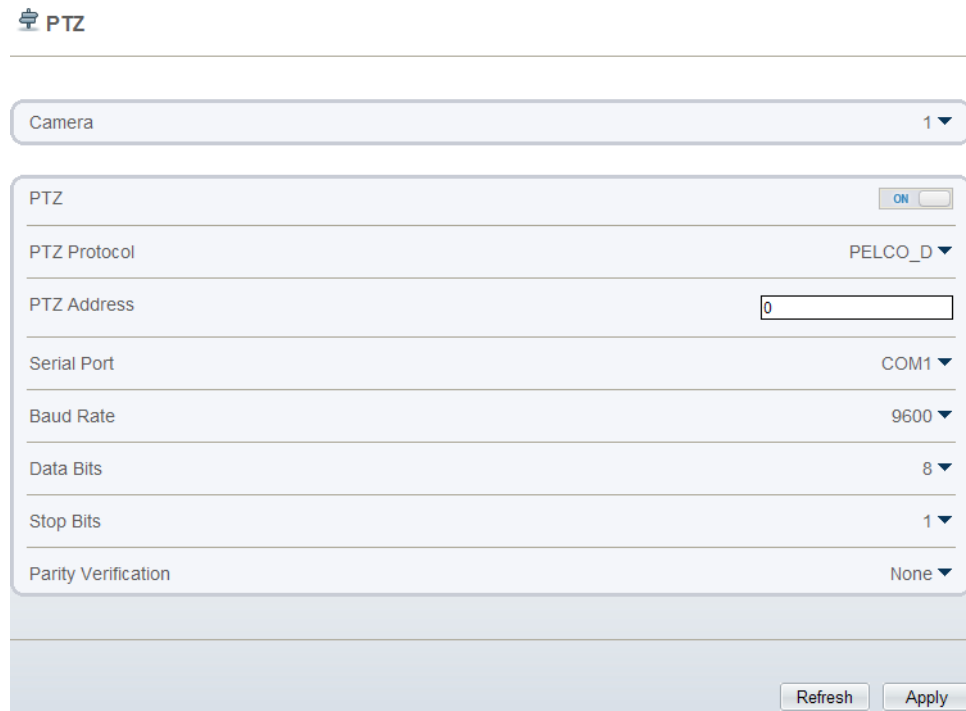 PTZ
Camera 1
PTZ ON
PTZ Protocol PELCO_D
PTZ Address 0
Serial Port COM1
Baud Rate 9600
Data Bits 8
Stop Bits 1
Parity Verification None
Refresh Apply